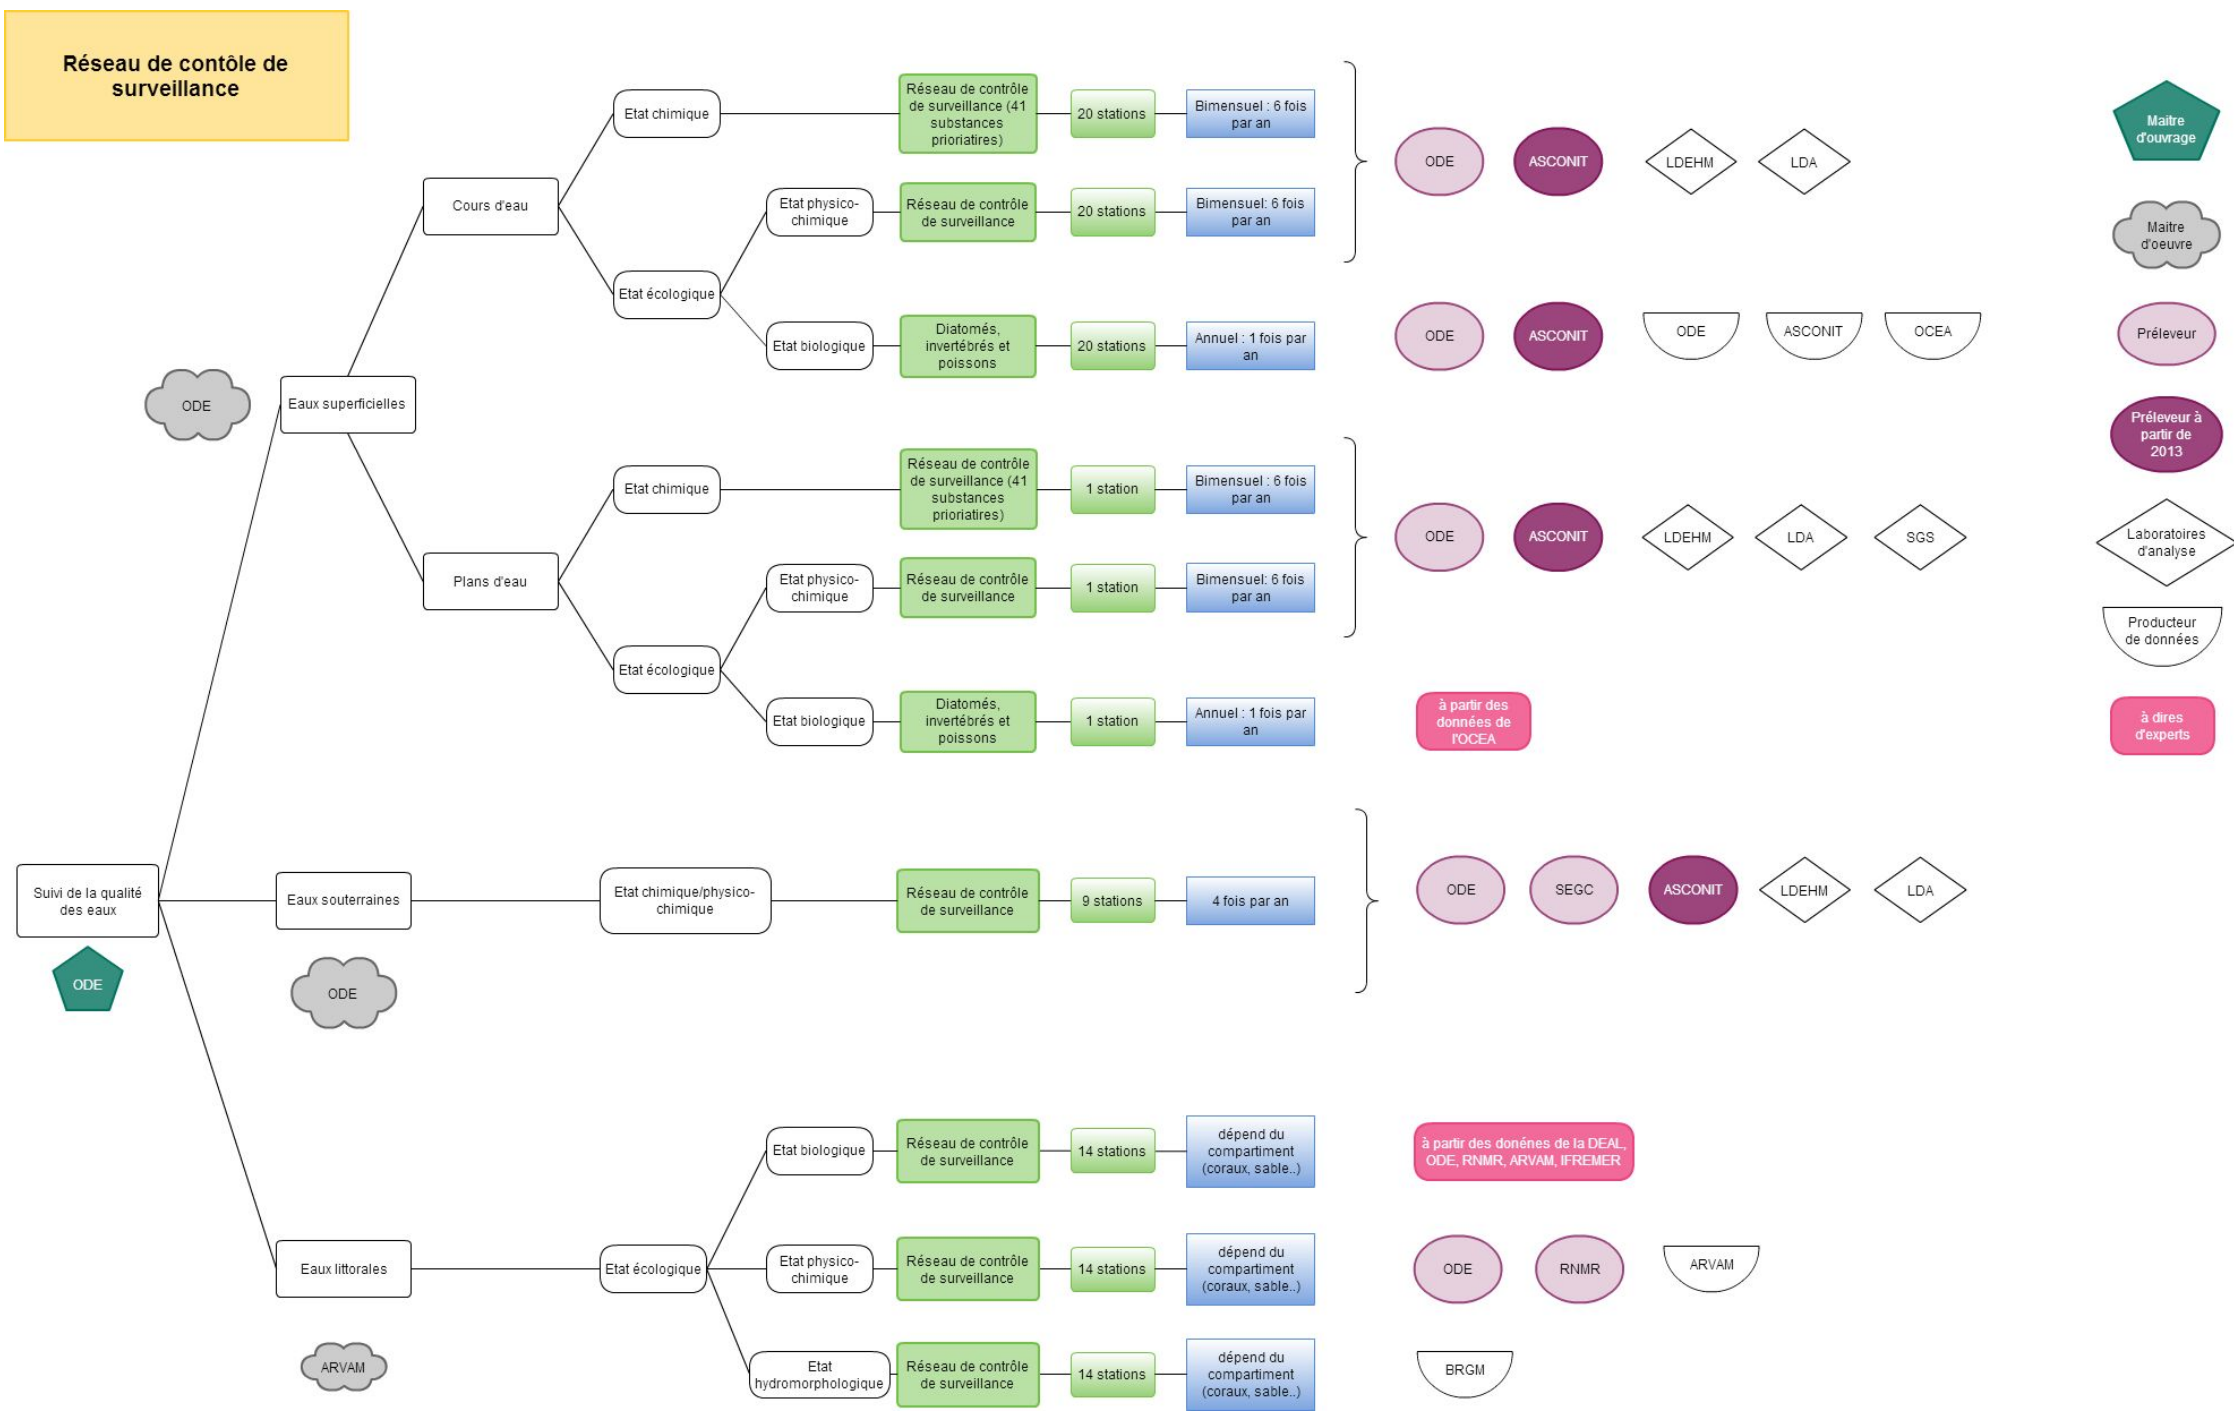 Réseau de contôle de
surveillance
Etat chimique
Réseau de contrôle
de surveillance (41
substances
prioriatires)
20 stations
Bimensuel : 6 fois
par an
ODE
ASCONIT
LDEHM
LDA
Cours d'eau
Etat physico-
chimique
Réseau de contrôle
de surveillance
20 stations
Bimensuel: 6 fois
par an
Etat écologique
Etat biologique
Diatomés,
invertébrés et
poissons
20 stations
Annuel : 1 fois par
an
ODE
ASCONIT
ODE
ASCONIT
OCEA
ODE
Eaux superficielles
Etat chimique
Réseau de contrôle
de surveillance (41
substances
prioriatires)
1 station
Bimensuel : 6 fois
par an
ODE
ASCONIT
LDEHM
LDA
SGS
Plans d'eau
Etat physico-
chimique
Réseau de contrôle
de surveillance
1 station
Bimensuel: 6 fois
par an
Etat écologique
Etat biologique
Diatomés,
invertébrés et
poissons
1 station
Annuel : 1 fois par
an
à partir des
données de
l'OCEA
Suivi de la qualité
des eaux
ODE
Eaux souterraines
ODE
Etat chimique/physico-
chimique
Réseau de contrôle
de surveillance
9 stations
4 fois par an
ODE
SEGC
ASCONIT
LDEHM
LDA
Etat biologique
Réseau de contrôle
de surveillance
14 stations
dépend du
compartiment
(coraux, sable..)
à partir des donénes de la DEAL,
ODE, RNMR, ARVAM, IFREMER
Eaux littorales
ARVAM
Etat écologique
Etat physico-
chimique
Réseau de contrôle
de surveillance
14 stations
dépend du
compartiment
(coraux, sable..)
ODE
RNMR
ARVAM
Etat
hydromorphologique
Réseau de contrôle
de surveillance
14 stations
dépend du
compartiment
(coraux, sable..)
BRGM
Maitre
d'ouvrage
Maitre
d'oeuvre
Préleveur
Préleveur à
partir de
2013
Laboratoires
d'analyse
Producteur
de données
à dires
d'experts